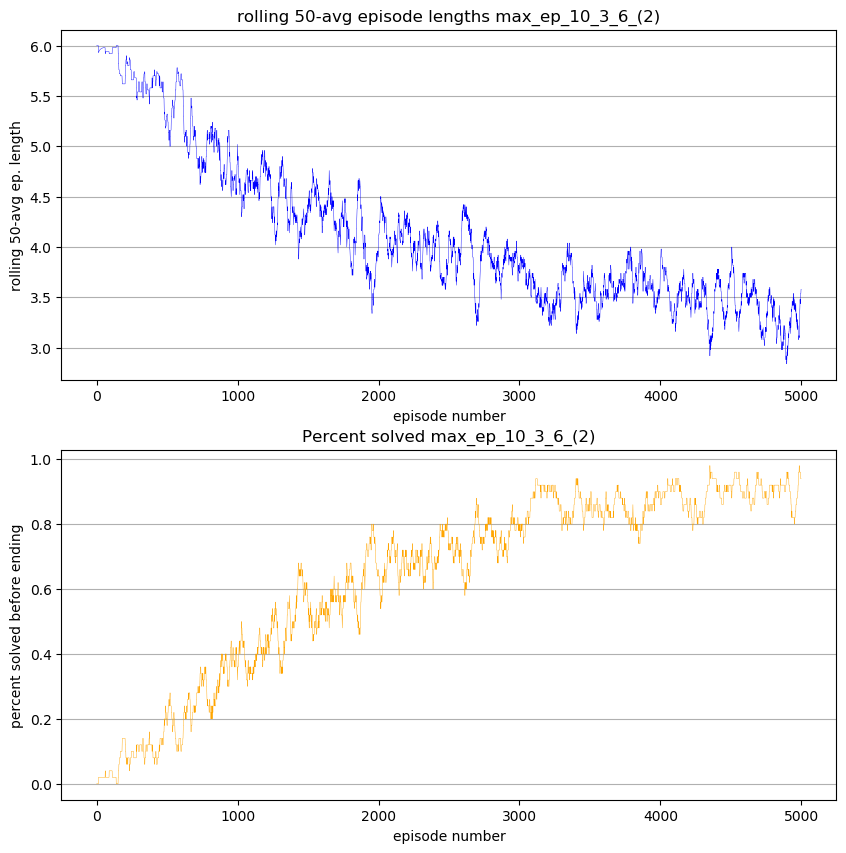 rolling 50-avg episode lengths max_ep_10_3_6_(2)
rolling 50-avg ep. length
6.0
5.5
5.0
4.5
4.0
3.5
3.0
0 1000 2000 3000 4000 5000
episode number
Percent solved max_ep_10_3_6_(2)
percent solved before ending
1.0
0.8
0.6
0.4
0.2
0.0
0 1000 2000 3000 4000 5000
episode number